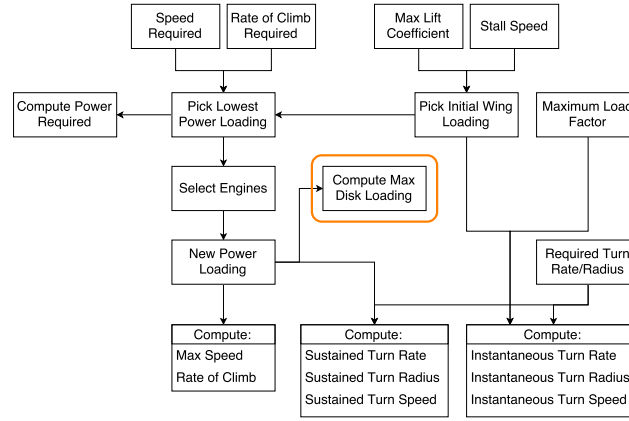 Speed
Required
Rate of Climb
Required
Max Lift
Coefficient
Stall Speed
Compute Power
Required
Pick Lowest
Power Loading
Pick Initial Wing
Loading
Maximum Load
Factor
Select Engines
Compute Max
Disk Loading
New Power
Loading
Required Turn
Rate/Radius
Compute:
Max Speed
Rate of Climb
Compute:
Sustained Turn Rate
Sustained Turn Radius
Sustained Turn Speed
Compute:
Instantaneous Turn Rate
Instantaneous Turn Radius
Instantaneous Turn Speed